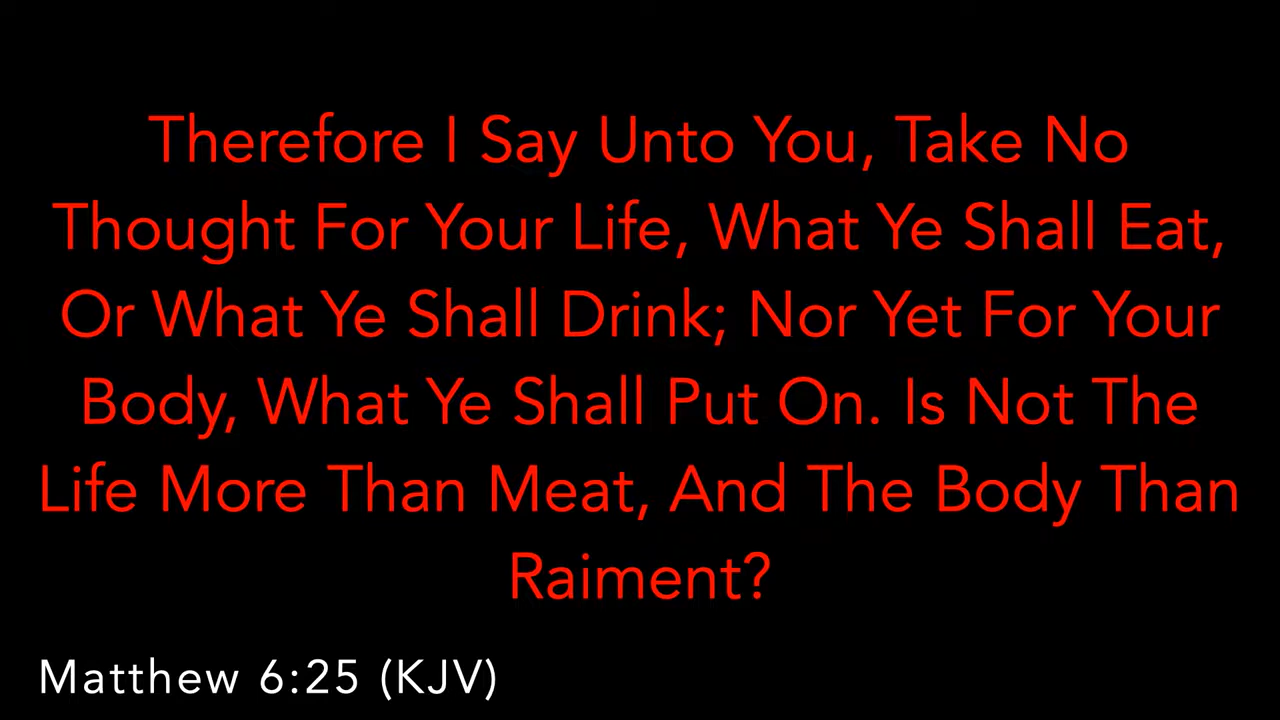 Therefore I Say Unto You, Take No
Thought For Your Life, What Ye Shall Eat,
Or What Ye Shall Drink; Nor Yet For Your
Body, What Ye Shall Put On. Is Not The
Life More Than Meat, And The Body Than
Raiment?
Matthew 6:25 (KJV)